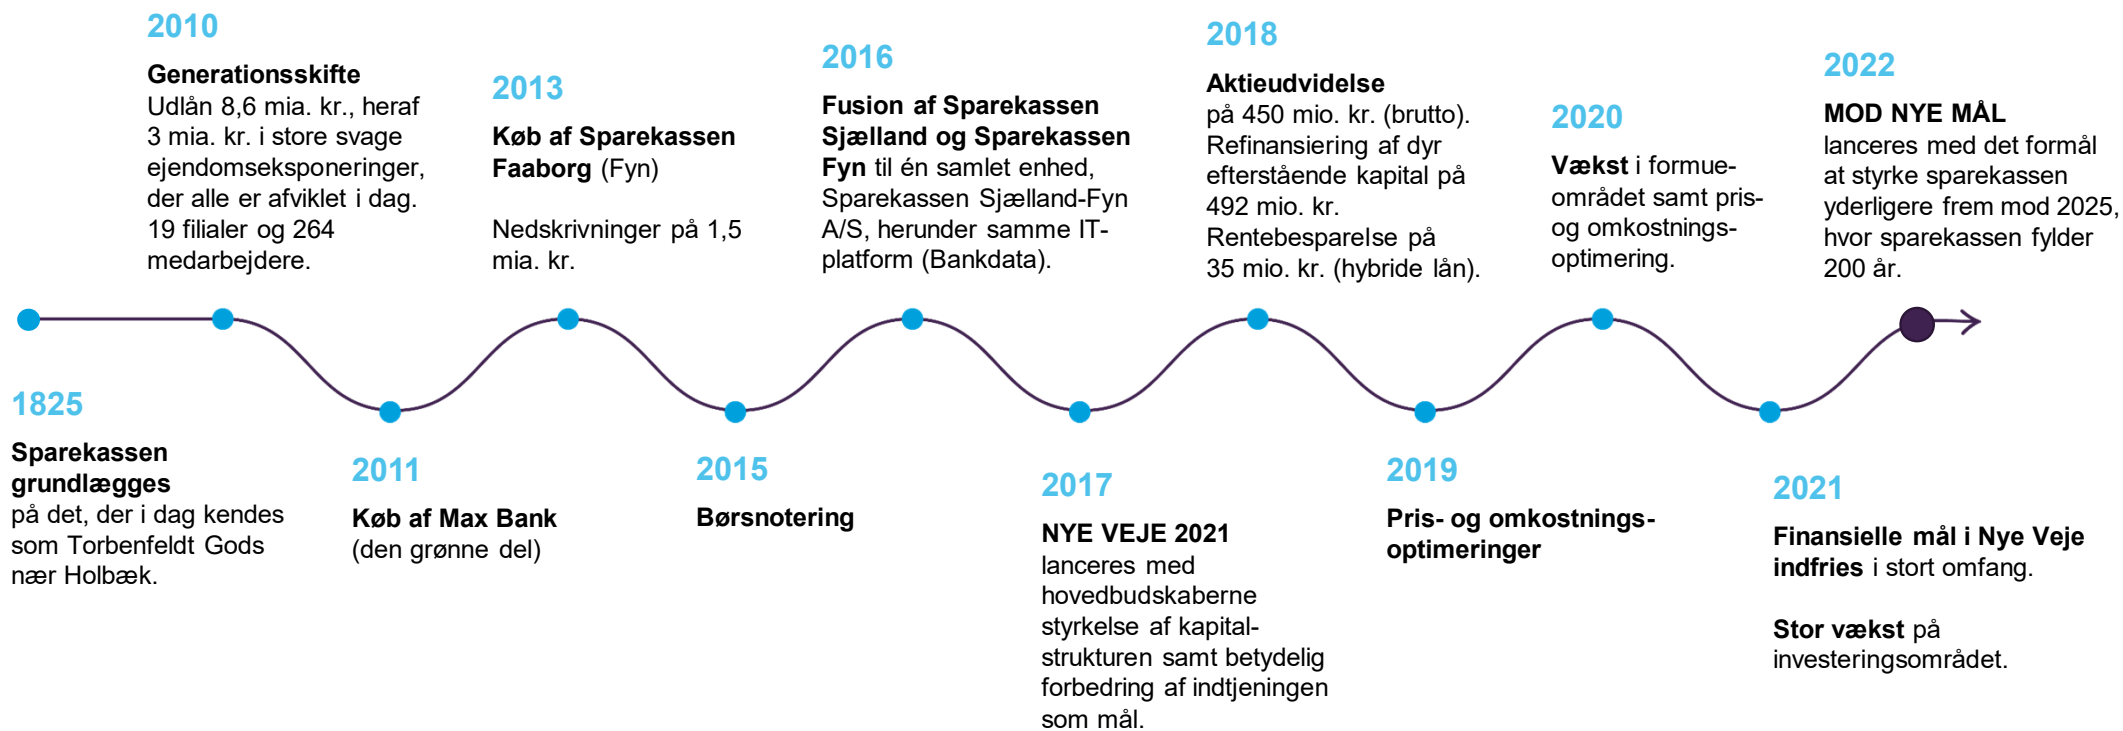 1825
Sparekassen
grundlægges
på det, der i dag kendes
som Torbenfeldt Gods
nær Holbæk.
2010
Generationsskifte
Udlån 8,6 mia. kr., heraf
3 mia. kr. i store svage
ejendomseksponeringer,
der alle er afviklet i dag.
19 filialer og 264
medarbejdere.
2011
Køb af Max Bank
(den grønne del)
2013
Køb af Sparekassen
Faaborg (Fyn)
Nedskrivninger på 1,5
mia. kr.
2015
Børsnotering
2016
Fusion af Sparekassen
Sjælland og Sparekassen
Fyn til én samlet enhed,
Sparekassen Sjælland-Fyn
A/S, herunder samme IT-
platform (Bankdata).
2017
NYE VEJE 2021
lanceres med
hovedbudskaberne
styrkelse af kapital-
strukturen samt betydelig
forbedring af indtjeningen
som mål.
2018
Aktieudvidelse
på 450 mio. kr. (brutto).
Refinansiering af dyr
efterstående kapital på
492 mio. kr.
Rentebesparelse på
35 mio. kr. (hybride lån).
2019
Pris- og omkostnings-
optimeringer
2020
Vækst i formue-
området samt pris-
og omkostnings-
optimering.
2021
Finansielle mål i Nye Veje
indfries i stort omfang.
Stor vækst på
investeringsområdet.
2022
MOD NYE MÅL
lanceres med det formål
at styrke sparekassen
yderligere frem mod 2025,
hvor sparekassen fylder
200 år.